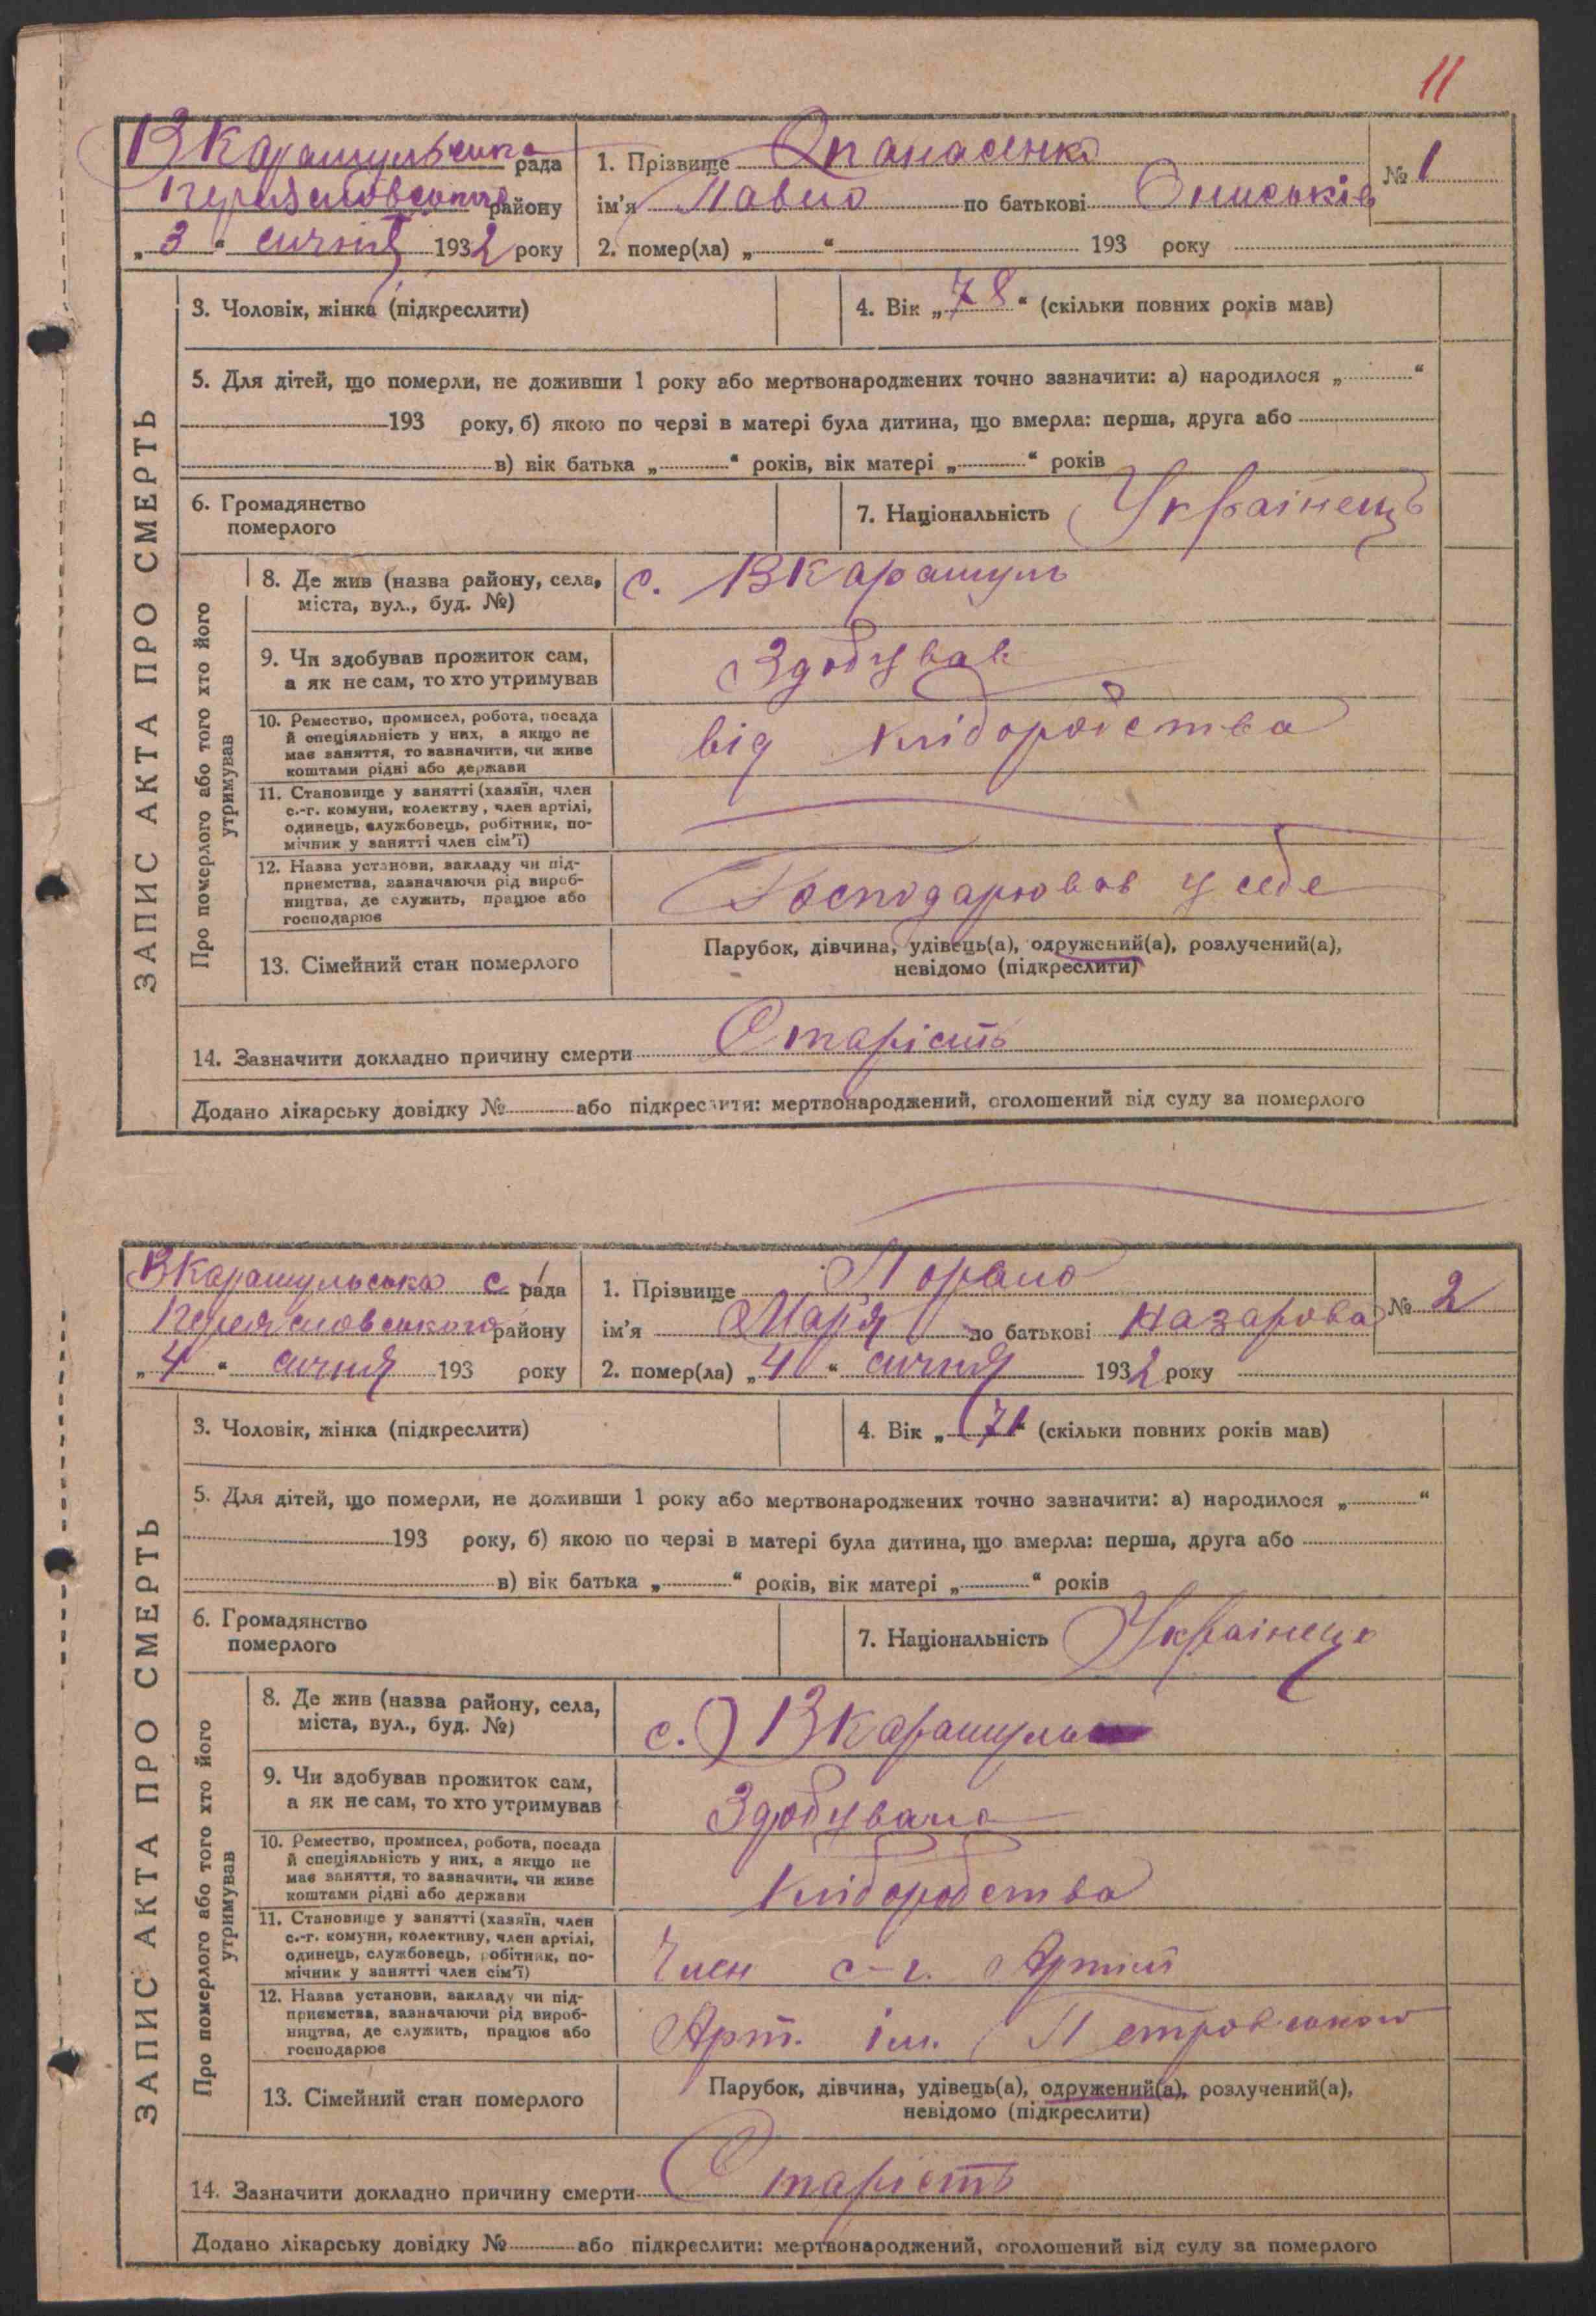 11
ЗАПИС АКТА ПРО СМЕРТЬ
ВКарашульська рада
Переяславського району
„3“ січня 1932 року
1. Прізвище Опанасенко
ім’я Павло по батькові Ониськів
№ 1
2. помер(ла) „ “ 193 року
3. Чоловік, жінка (підкреслити)
4. Вік „78“ (скільки повних років мав)
5. Для дітей, що померли, не доживши 1 року або мертвонароджених точно зазначити: а) народилося „ “
193 року, б) якою по черзі в матері була дитина, що вмерла: перша, друга або
в) вік батька „ “ років, вік матері „ “ років
6. Громадянство
померлого
7. Національність Українець
Про померлого або того хто його
утримував
8. Де жив (назва району, села,
міста, вул., буд. №)
с. ВКарашуль
9. Чи здобував прожиток сам,
а як не сам, то хто утримував
Здобував
10. Ремество, промисел, робота, посада
й спеціяльність у них, а якщо не
має заняття, то зазначити, чи живе
коштами рідні або держави
від хліборобства
11. Становище у занятті (хазяїн, член
с.-г. комуни, колективу, член артілі,
одинець, службовець, робітник, по-
мічник у занятті член сім’ї)
12. Назва установи, закладу чи під-
приємства, зазначаючи рід вироб-
ництва, де служить, працює або
господарює
Господарював у себе
13. Сімейний стан померлого
Парубок, дівчина, удівець(а), одружений(а), розлучений(а),
невідомо (підкреслити)
14. Зазначити докладно причину смерти Старість
Додано лікарську довідку № або підкреслити: мертвонароджений, оголошений від суду за померлого
ЗАПИС АКТА ПРО СМЕРТЬ
ВКарашульська с рада
Переяславського району
„4“ січня 193 року
1. Прізвище
ім’я Марія по батькові Назарова
№ 2
2. помер(ла) „4“ січня 1932 року
3. Чоловік, жінка (підкреслити)
4. Вік „71“ (скільки повних років мав)
5. Для дітей, що померли, не доживши 1 року або мертвонароджених точно зазначити: а) народилося „ “
193 року, б) якою по черзі в матері була дитина, що вмерла: перша, друга або
в) вік батька „ “ років, вік матері „ “ років
6. Громадянство
померлого
7. Національність Українець
Про померлого або того хто його
утримував
8. Де жив (назва району, села,
міста, вул., буд. №)
с. ВКарашуль
9. Чи здобував прожиток сам,
а як не сам, то хто утримував
Здобувала
10. Ремество, промисел, робота, посада
й спеціяльність у них, а якщо не
має заняття, то зазначити, чи живе
коштами рідні або держави
хліборобства
11. Становище у занятті (хазяїн, член
с.-г. комуни, колективу, член артілі,
одинець, службовець, робітник, по-
мічник у занятті член сім’ї)
Член с-г. Артіл
12. Назва установи, закладу чи під-
приємства, зазначаючи рід вироб-
ництва, де служить, працює або
господарює
Арт. ім. Петровського
13. Сімейний стан померлого
Парубок, дівчина, удівець(а), одружений(а), розлучений(а),
невідомо (підкреслити)
14. Зазначити докладно причину смерти Старість
Додано лікарську довідку № або підкреслити: мертвонароджений, оголошений від суду за померлого